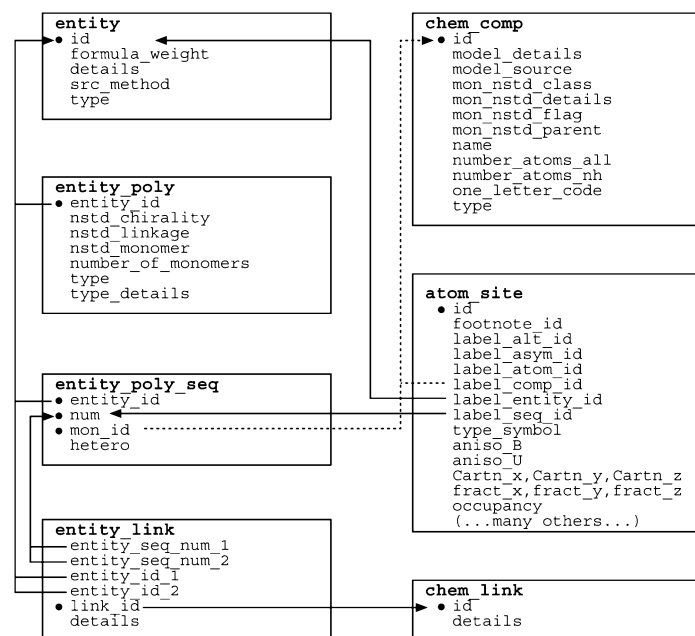 entity
id
formula_weight
details
src_method
type
entity_poly
entity_id
nstd_chirality
nstd_linkage
nstd_monomer
number_of_monomers
type
type_details
entity_poly_seq
entity_id
num
mon_id
hetero
entity_link
entity_seq_num_1
entity_seq_num_2
entity_id_1
entity_id_2
link_id
details
chem_comp
id
model_details
model_source
mon_nstd_class
mon_nstd_details
mon_nstd_flag
mon_nstd_parent
name
number_atoms_all
number_atoms_nh
one_letter_code
type
atom_site
id
footnote_id
label_alt_id
label_asym_id
label_atom_id
label_comp_id
label_entity_id
label_seq_id
type_symbol
aniso_B
aniso_U
Cartn_x,Cartn_y,Cartn_z
fract_x,fract_y,fract_z
occupancy
(...many others...)
chem_link
id
details